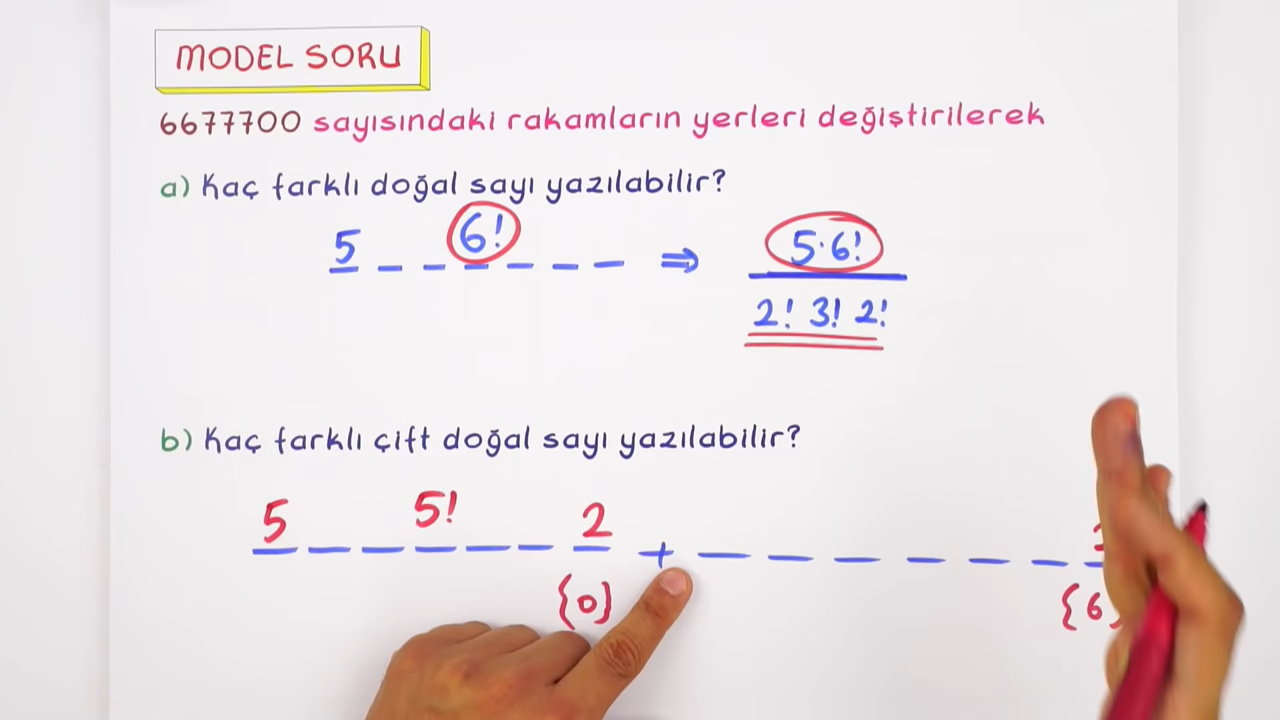 MODEL SORU
6677700 sayısındaki rakamların yerleri değiştirilerek
a) Kaç farklı doğal sayı yazılabilir?
5 _ _ 6! _ _ _ ⇒ 5·6!
2! 3! 2!
b) Kaç farklı çift doğal sayı yazılabilir?
5 5! 2 +
{0} {6